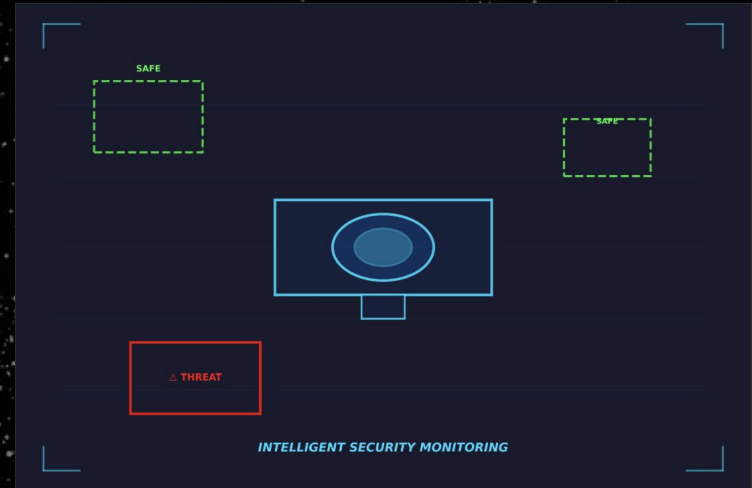 SAFE
SAFE
⚠ THREAT
INTELLIGENT SECURITY MONITORING